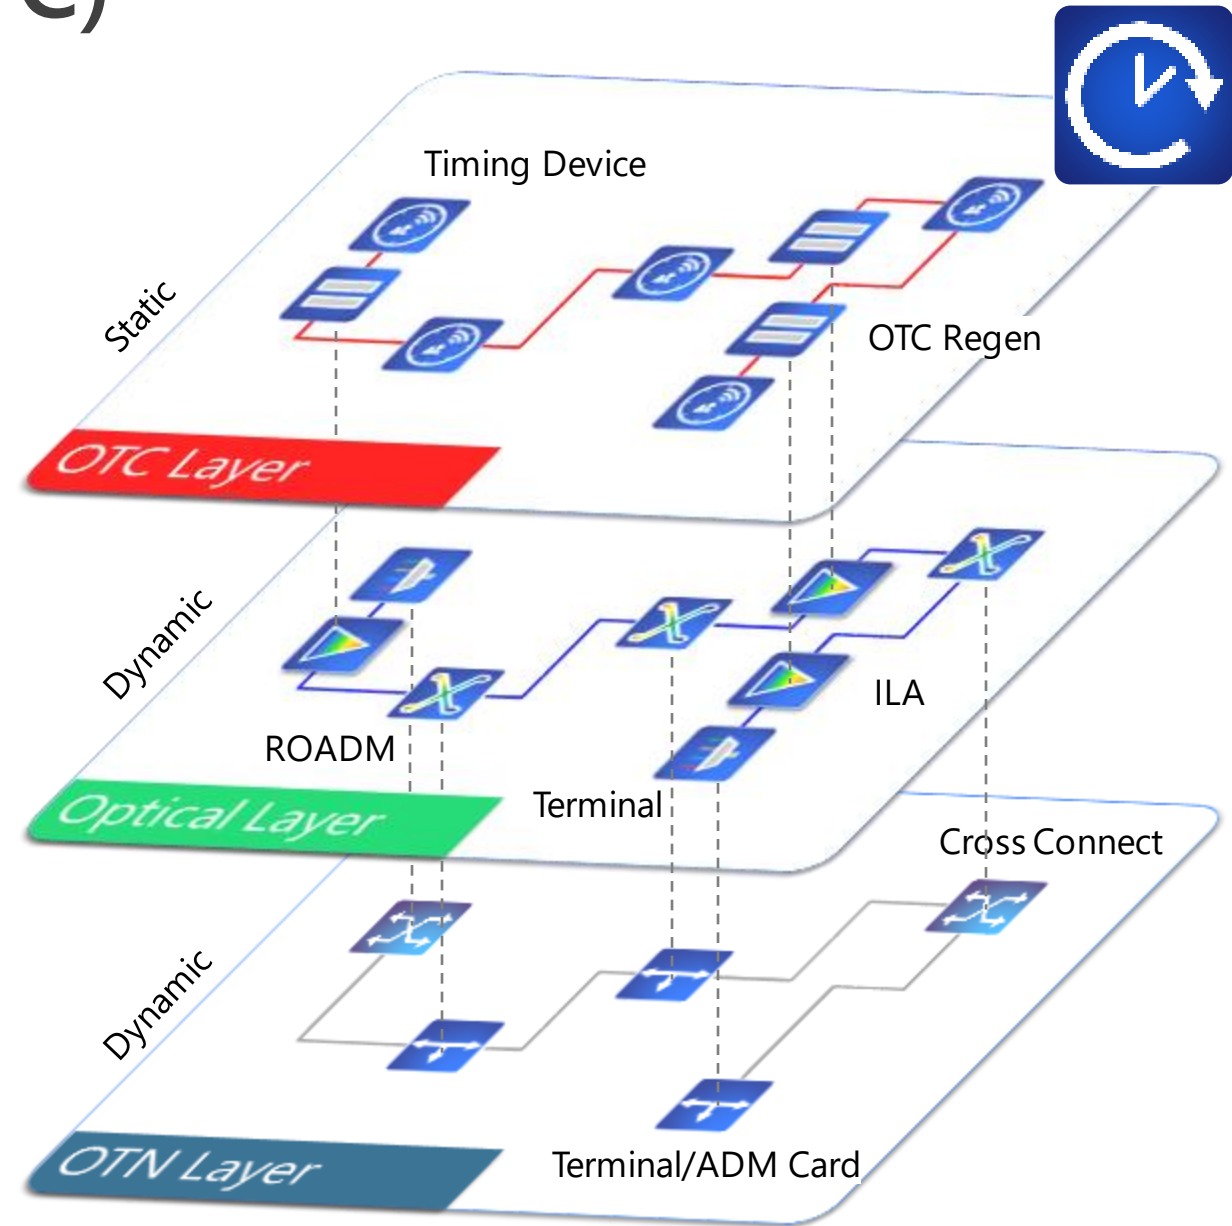 C)
Timing Device
Static
OTC Regen
OTC Layer
Dynamic
ILA
ROADM
Terminal
Optical Layer
Cross Connect
Dynamic
Terminal/ADM Card
OTN Layer